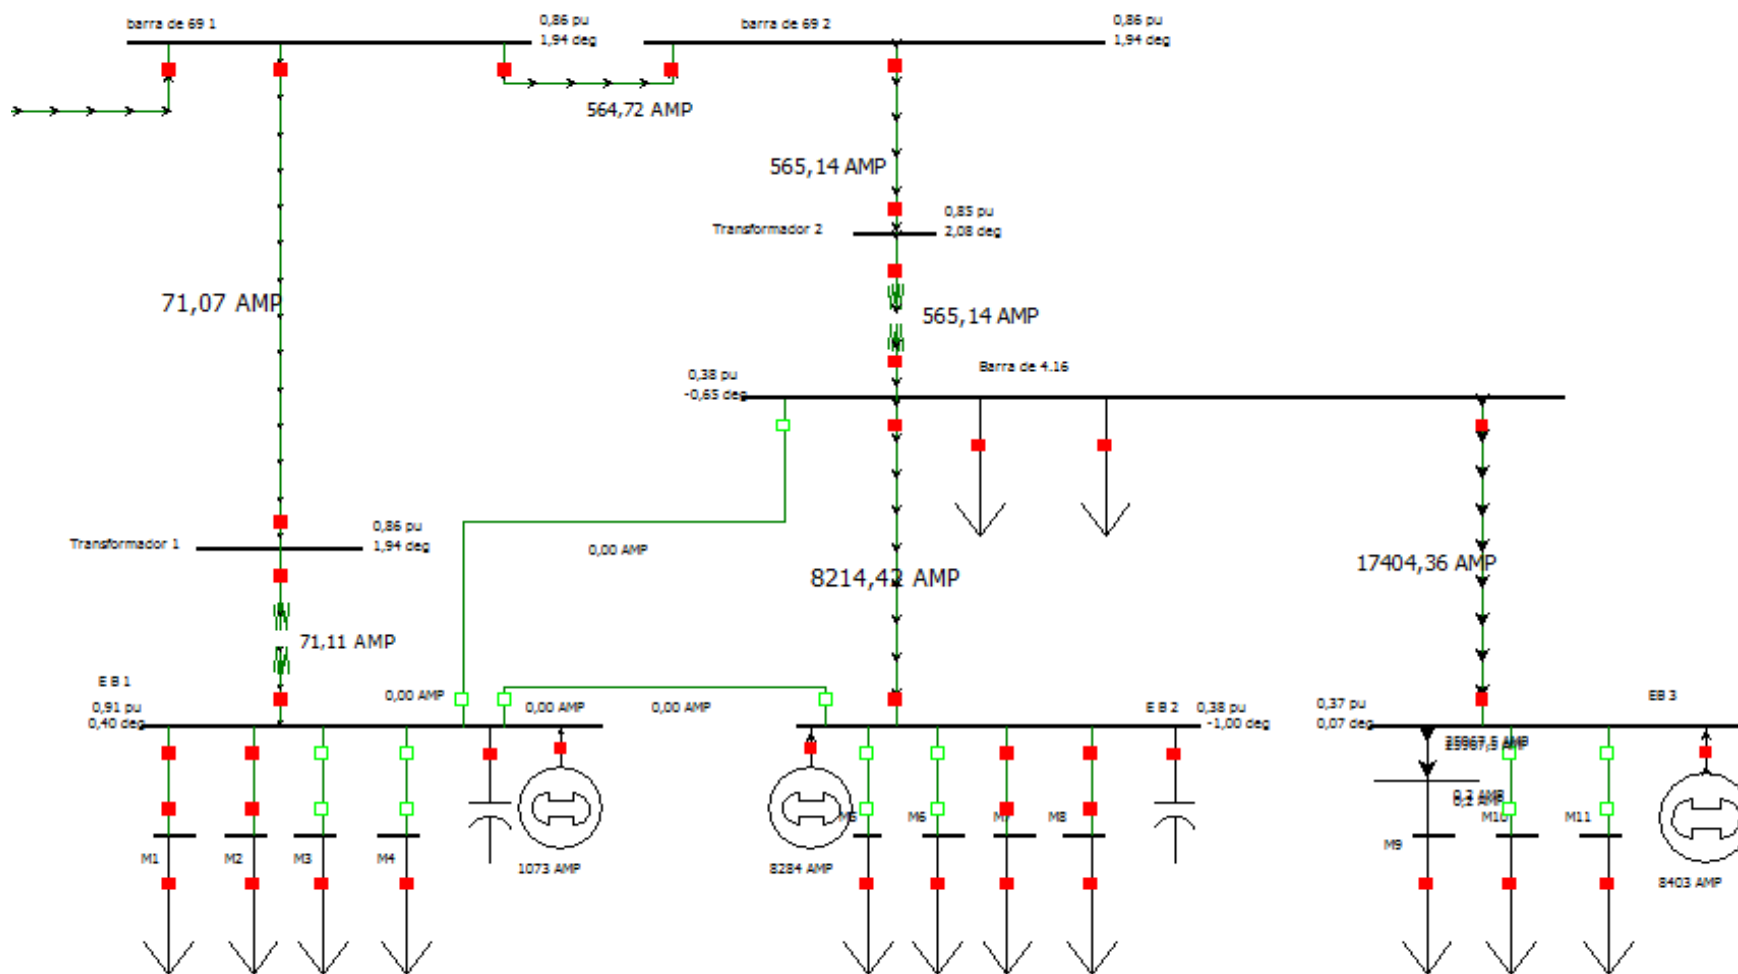 barra de 69 1
0,86 pu
1,94 deg
barra de 69 2
0,86 pu
1,94 deg
564,72 AMP
565,14 AMP
Transformador 2
0,85 pu
2,08 deg
71,07 AMP
565,14 AMP
0,38 pu
-0,65 deg
Barra de 4.16
Transformador 1
0,86 pu
1,94 deg
0,00 AMP
8214,42 AMP
17404,36 AMP
71,11 AMP
E B 1
0,91 pu
0,40 deg
0,00 AMP
0,00 AMP
0,00 AMP
E B 2
0,38 pu
-1,00 deg
0,37 pu
0,07 deg
EB 3
M1
M2
M3
M4
1073 AMP
8284 AMP
M5
M6
M7
M8
M9
M10
M11
8403 AMP